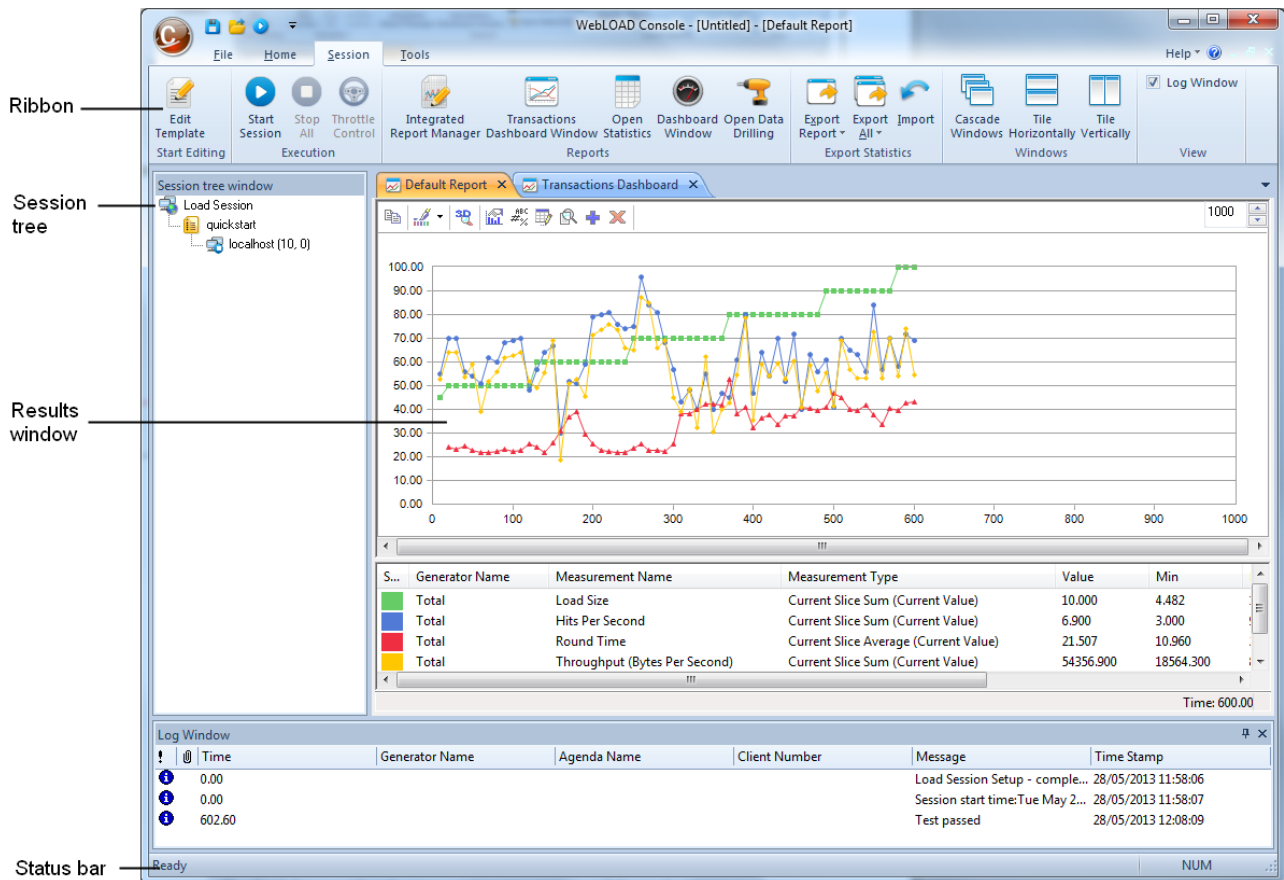 WebLOAD Console - [Untitled] - [Default Report]
File Home Session Tools Help
Ribbon
Edit Template
Start Session
Stop All
Throttle Control
Integrated Report Manager
Transactions Dashboard Window
Open Statistics
Dashboard Window
Open Data Drilling
Export Report
Export All
Import
Cascade Windows
Tile Horizontally
Tile Vertically
Log Window
Start Editing Execution Reports Export Statistics Windows View
Session tree
Session tree window
Load Session
quickstart
localhost (10, 0)
Default Report X Transactions Dashboard X
3D ABC #% 1000
Results window
100.00
90.00
80.00
70.00
60.00
50.00
40.00
30.00
20.00
10.00
0.00
0 100 200 300 400 500 600 700 800 900 1000
S... Generator Name Measurement Name Measurement Type Value Min
Total Load Size Current Slice Sum (Current Value) 10.000 4.482
Total Hits Per Second Current Slice Sum (Current Value) 6.900 3.000
Total Round Time Current Slice Average (Current Value) 21.507 10.960
Total Throughput (Bytes Per Second) Current Slice Sum (Current Value) 54356.900 18564.300
Time: 600.00
Log Window
! Time Generator Name Agenda Name Client Number Message Time Stamp
0.00 Load Session Setup - comple... 28/05/2013 11:58:06
0.00 Session start time:Tue May 2... 28/05/2013 11:58:07
602.60 Test passed 28/05/2013 12:08:09
Status bar
Ready NUM